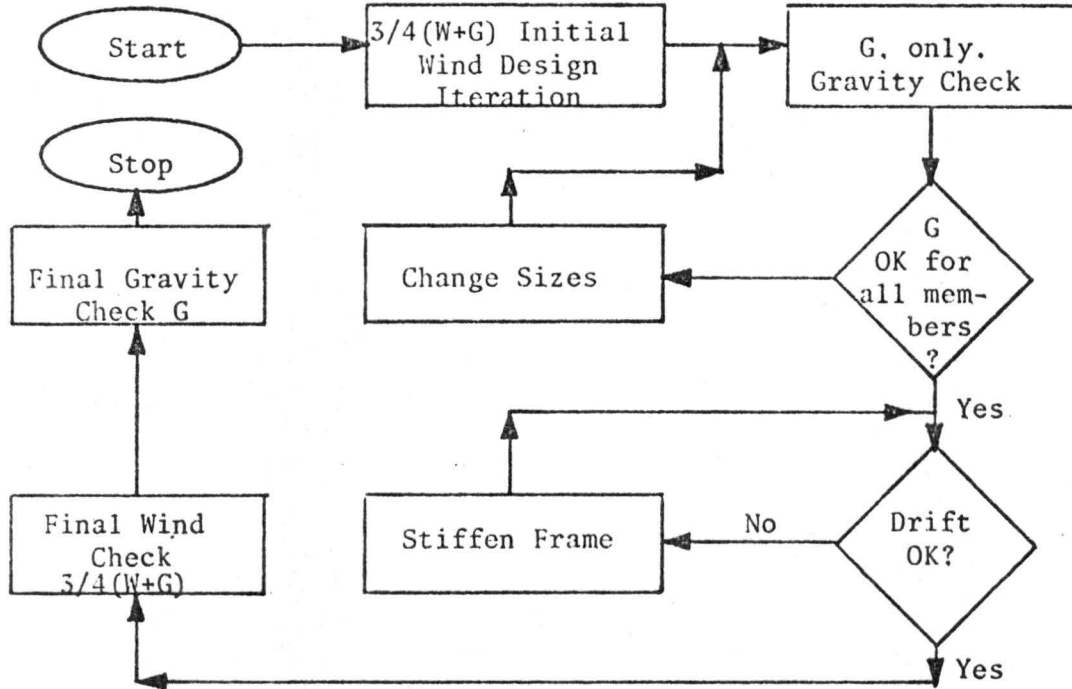 Start
3/4(W+G) Initial
Wind Design
Iteration
G. only.
Gravity Check
G
OK for
all mem-
bers
?
Change Sizes
Yes
Drift
OK?
No
Stiffen Frame
Yes
Final Wind
Check
3/4(W+G)
Final Gravity
Check G
Stop